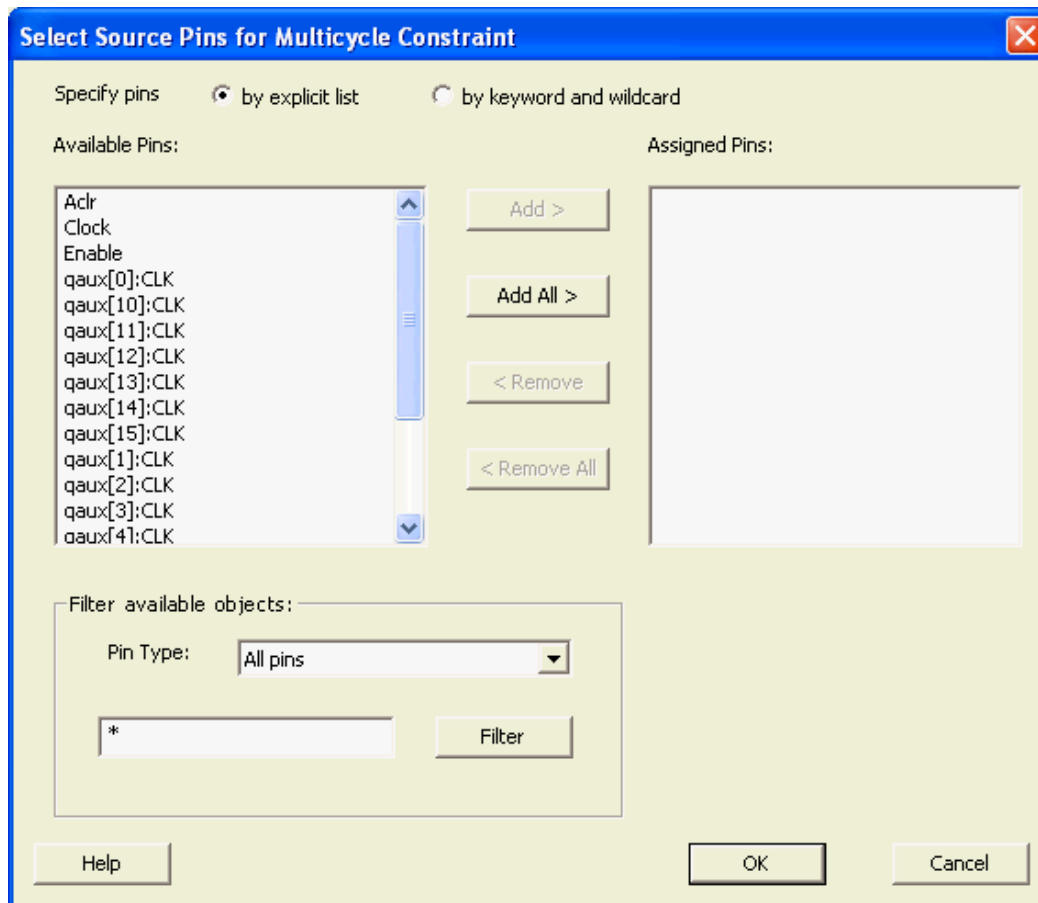 Select Source Pins for Multicycle Constraint
Specify pins by explicit list by keyword and wildcard
Available Pins:
Assigned Pins:
Aclr
Clock
Enable
qaux[0]:CLK
qaux[10]:CLK
qaux[11]:CLK
qaux[12]:CLK
qaux[13]:CLK
qaux[14]:CLK
qaux[15]:CLK
qaux[1]:CLK
qaux[2]:CLK
qaux[3]:CLK
qaux[4]:CLK
Add >
Add All >
< Remove
< Remove All
Filter available objects:
Pin Type: All pins
*
Filter
Help
OK
Cancel